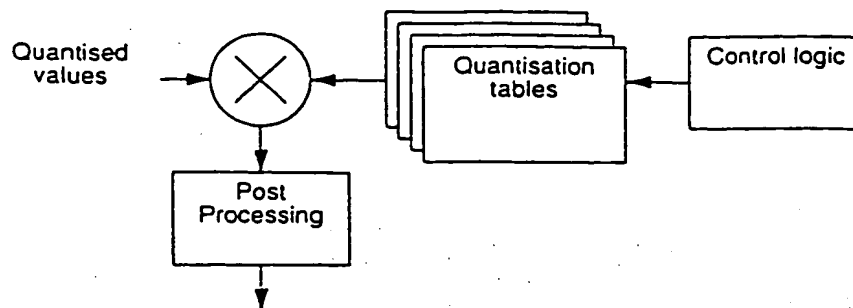 Quantised
values
Quantisation
tables
Control logic
Post
Processing